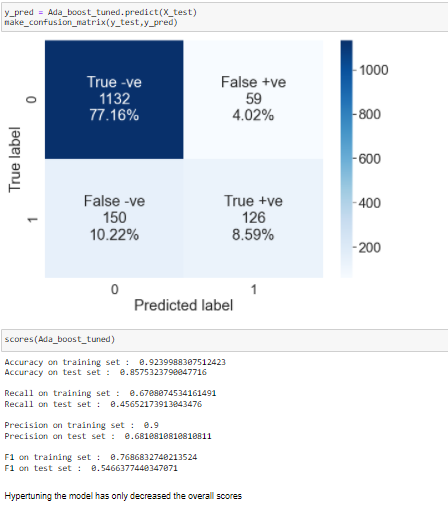 y_pred = Ada_boost_tuned.predict(X_test)
make_confusion_matrix(y_test,y_pred)
True -ve
1132
77.16%
False +ve
59
4.02%
False -ve
150
10.22%
True +ve
126
8.59%
0
1
True label
0
1
Predicted label
1000
800
600
400
200
scores(Ada_boost_tuned)
Accuracy on training set : 0.9239988307512423
Accuracy on test set : 0.8575323790047716
Recall on training set : 0.6708074534161491
Recall on test set : 0.45652173913043476
Precision on training set : 0.9
Precision on test set : 0.6810810810810811
F1 on training set : 0.7686832740213524
F1 on test set : 0.5466377440347071
Hypertuning the model has only decreased the overall scores